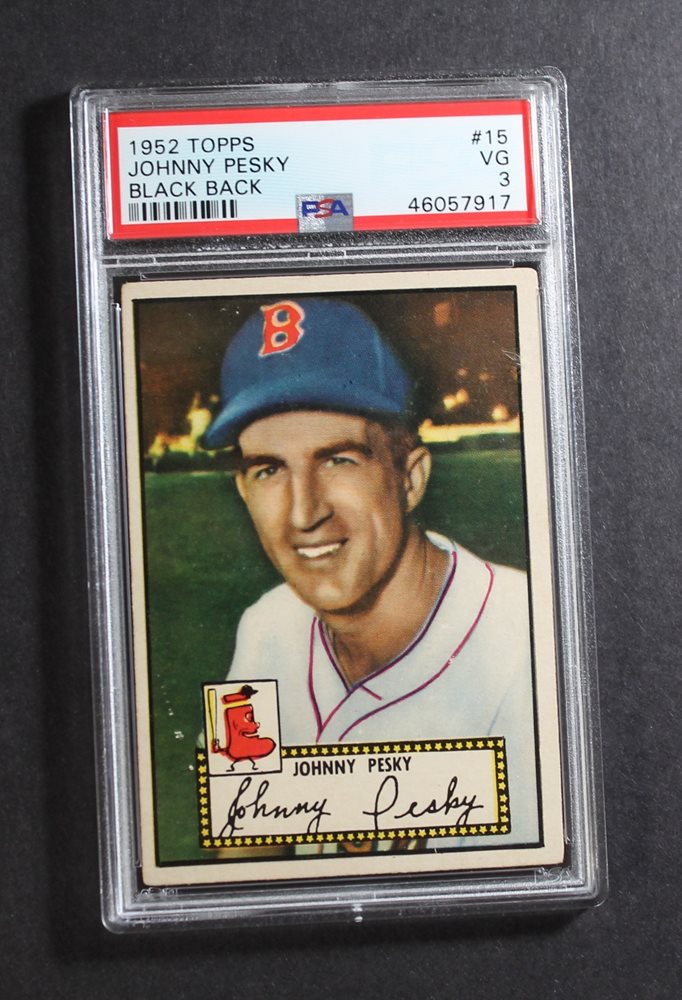 1952 TOPPS #15
JOHNNY PESKY VG
BLACK BACK 3
PSA 46057917
B
JOHNNY PESKY
Johnny Pesky